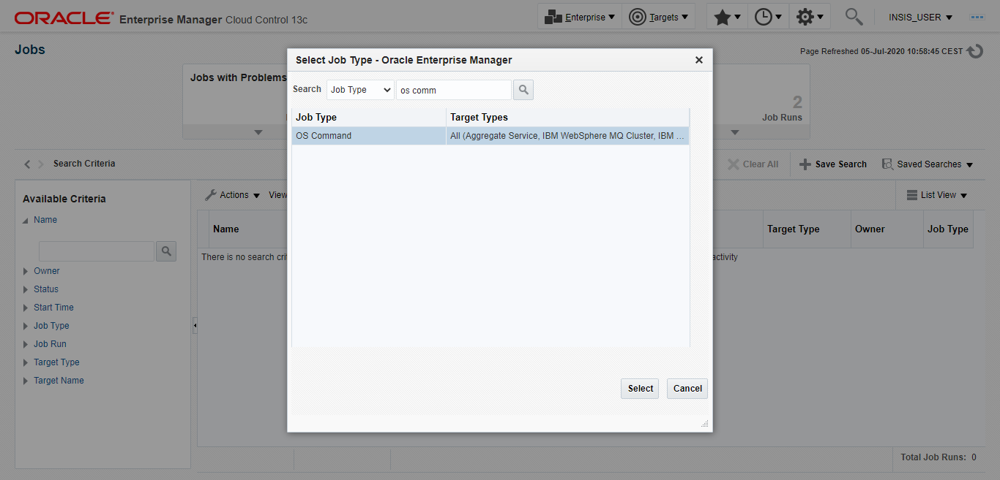 ORACLE® Enterprise Manager Cloud Control 13c
Enterprise Targets INSIS_USER
Jobs
Page Refreshed 05-Jul-2020 10:58:45 CEST
Jobs with Problems
2
Job Runs
Select Job Type - Oracle Enterprise Manager
Search Job Type os comm
Job Type Target Types
OS Command All (Aggregate Service, IBM WebSphere MQ Cluster, IBM ...
Select Cancel
Search Criteria
Clear All Save Search Saved Searches
Available Criteria
Name
Owner
Status
Start Time
Job Type
Job Run
Target Type
Target Name
Actions View
List View
Name Target Type Owner Job Type
There is no search crit
activity
Total Job Runs: 0